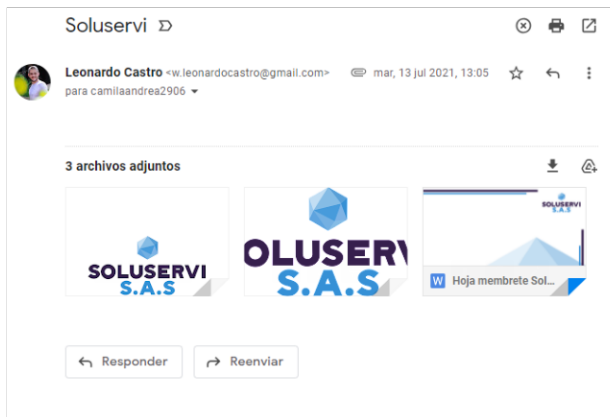 Soluservi
Leonardo Castro <w.leonardocastro@gmail.com> mar, 13 jul 2021, 13:05
para camilaandrea2906
3 archivos adjuntos
SOLUSERVI
S.A.S
OLUSERV
S.A.S
SOLUSERVI
S.A.S
W Hoja membrete Sol...
Responder
Reenviar